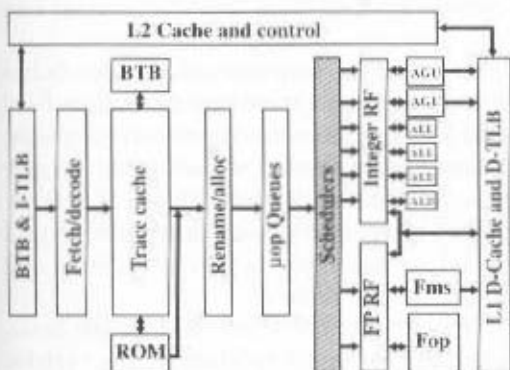 L2 Cache and control
BTB
BTB & I-TLB
Fetch/decode
Trace cache
ROM
Rename/alloc
µop Queues
Schedulers
Integer RF
FP RF
AGU
AGU
ALU
ALU
ALU
ALU
Fms
Fop
L1 D-Cache and D-TLB